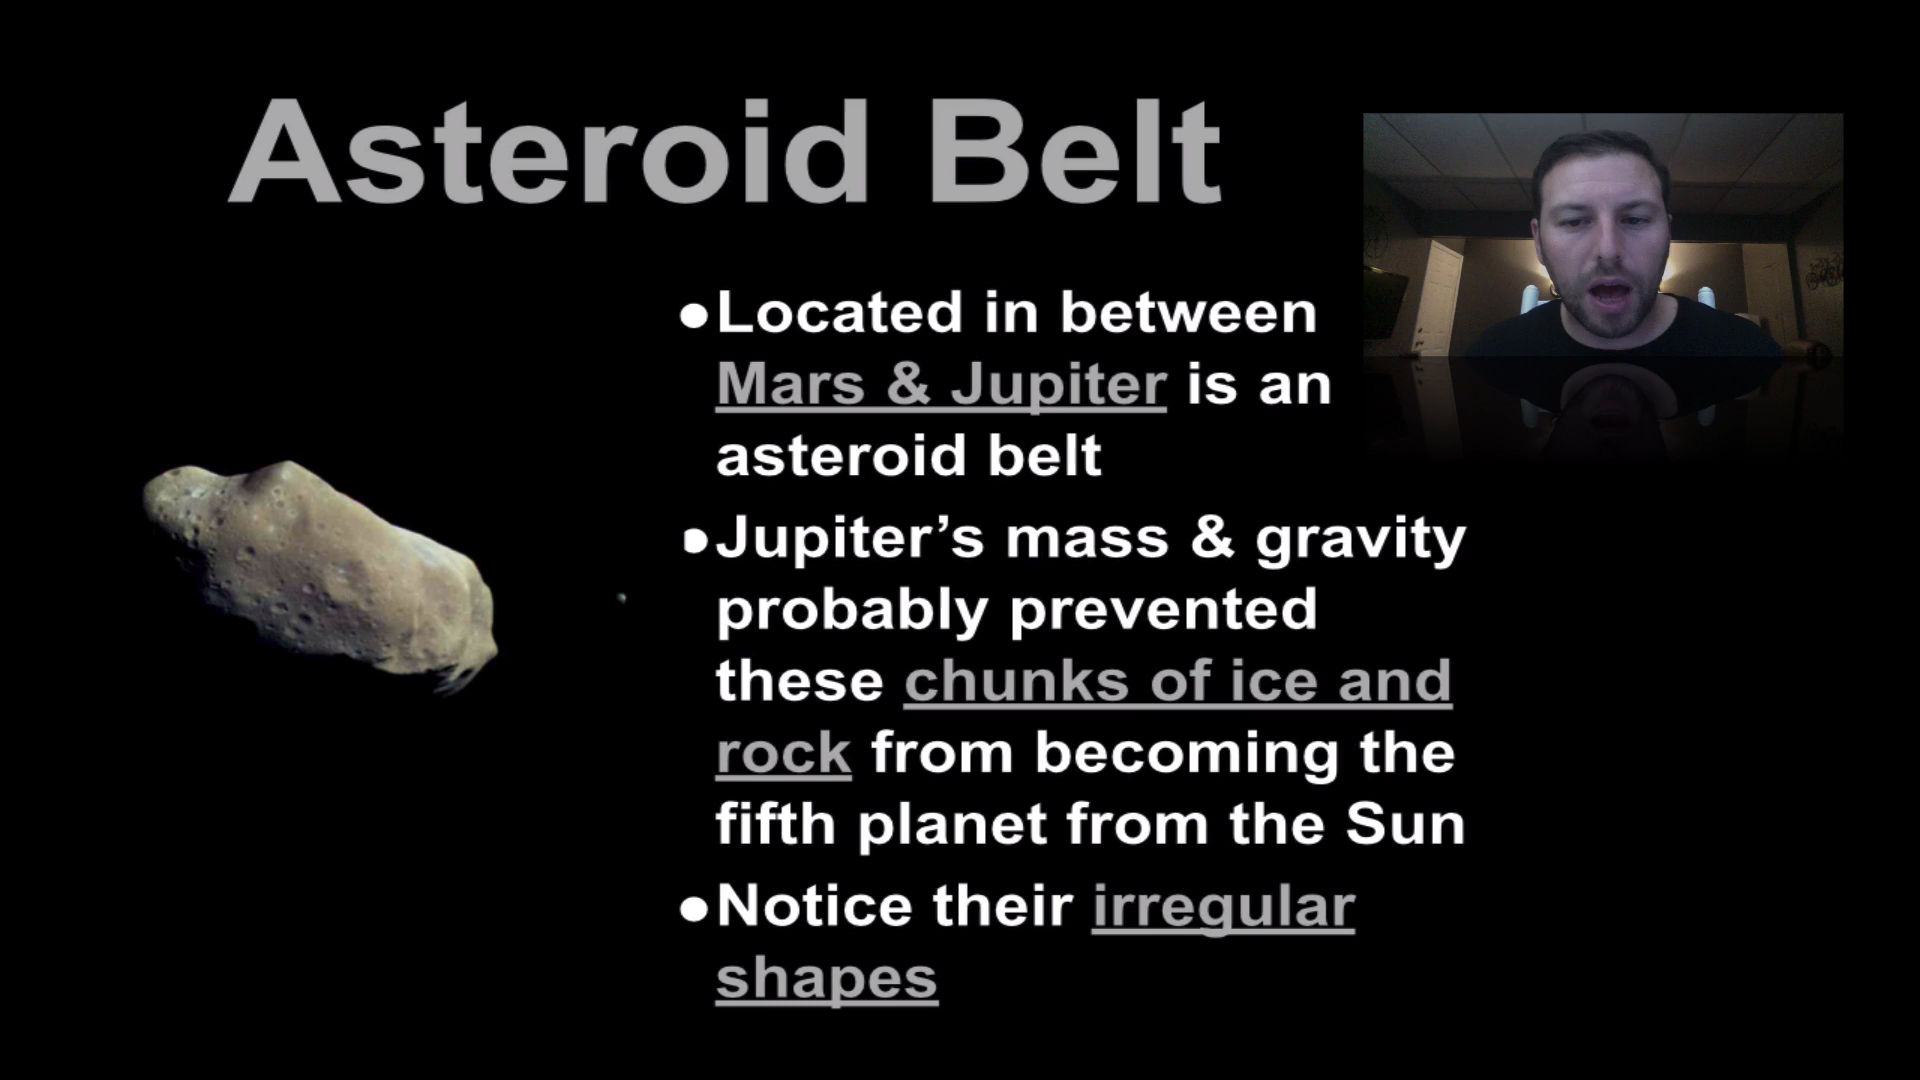 Asteroid Belt
●Located in between
Mars & Jupiter is an
asteroid belt
●Jupiter’s mass & gravity
probably prevented
these chunks of ice and
rock from becoming the
fifth planet from the Sun
●Notice their irregular
shapes